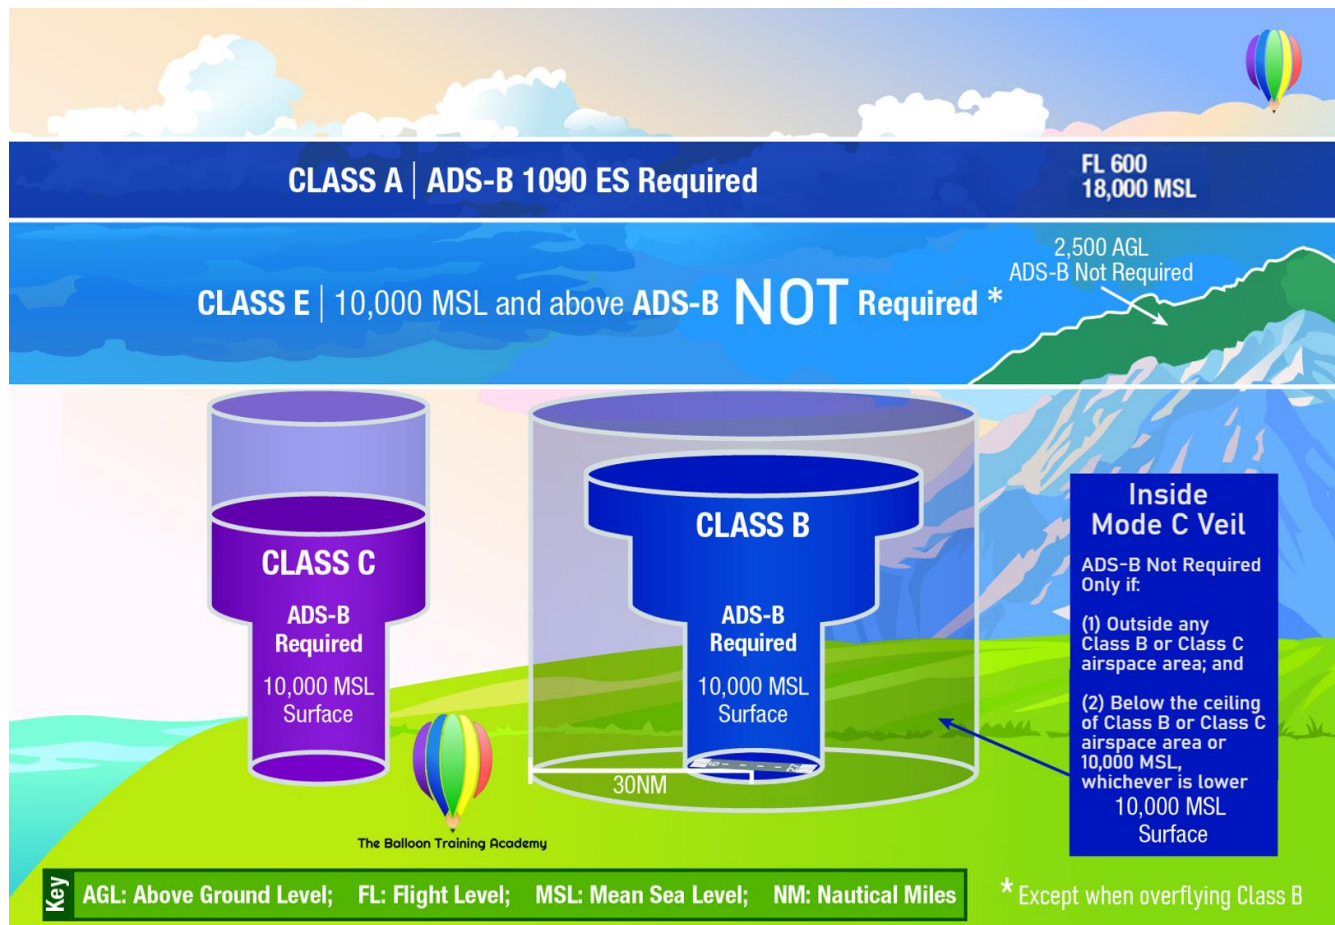 CLASS A | ADS-B 1090 ES Required
FL 600
18,000 MSL
2,500 AGL
ADS-B Not Required
CLASS E | 10,000 MSL and above ADS-B NOT Required *
CLASS C
ADS-B
Required
10,000 MSL
Surface
CLASS B
ADS-B
Required
10,000 MSL
Surface
30NM
Inside
Mode C Veil
ADS-B Not Required
Only if:
(1) Outside any
Class B or Class C
airspace area; and
(2) Below the ceiling
of Class B or Class C
airspace area or
10,000 MSL,
whichever is lower
10,000 MSL
Surface
The Balloon Training Academy
Key
AGL: Above Ground Level; FL: Flight Level; MSL: Mean Sea Level; NM: Nautical Miles
* Except when overflying Class B